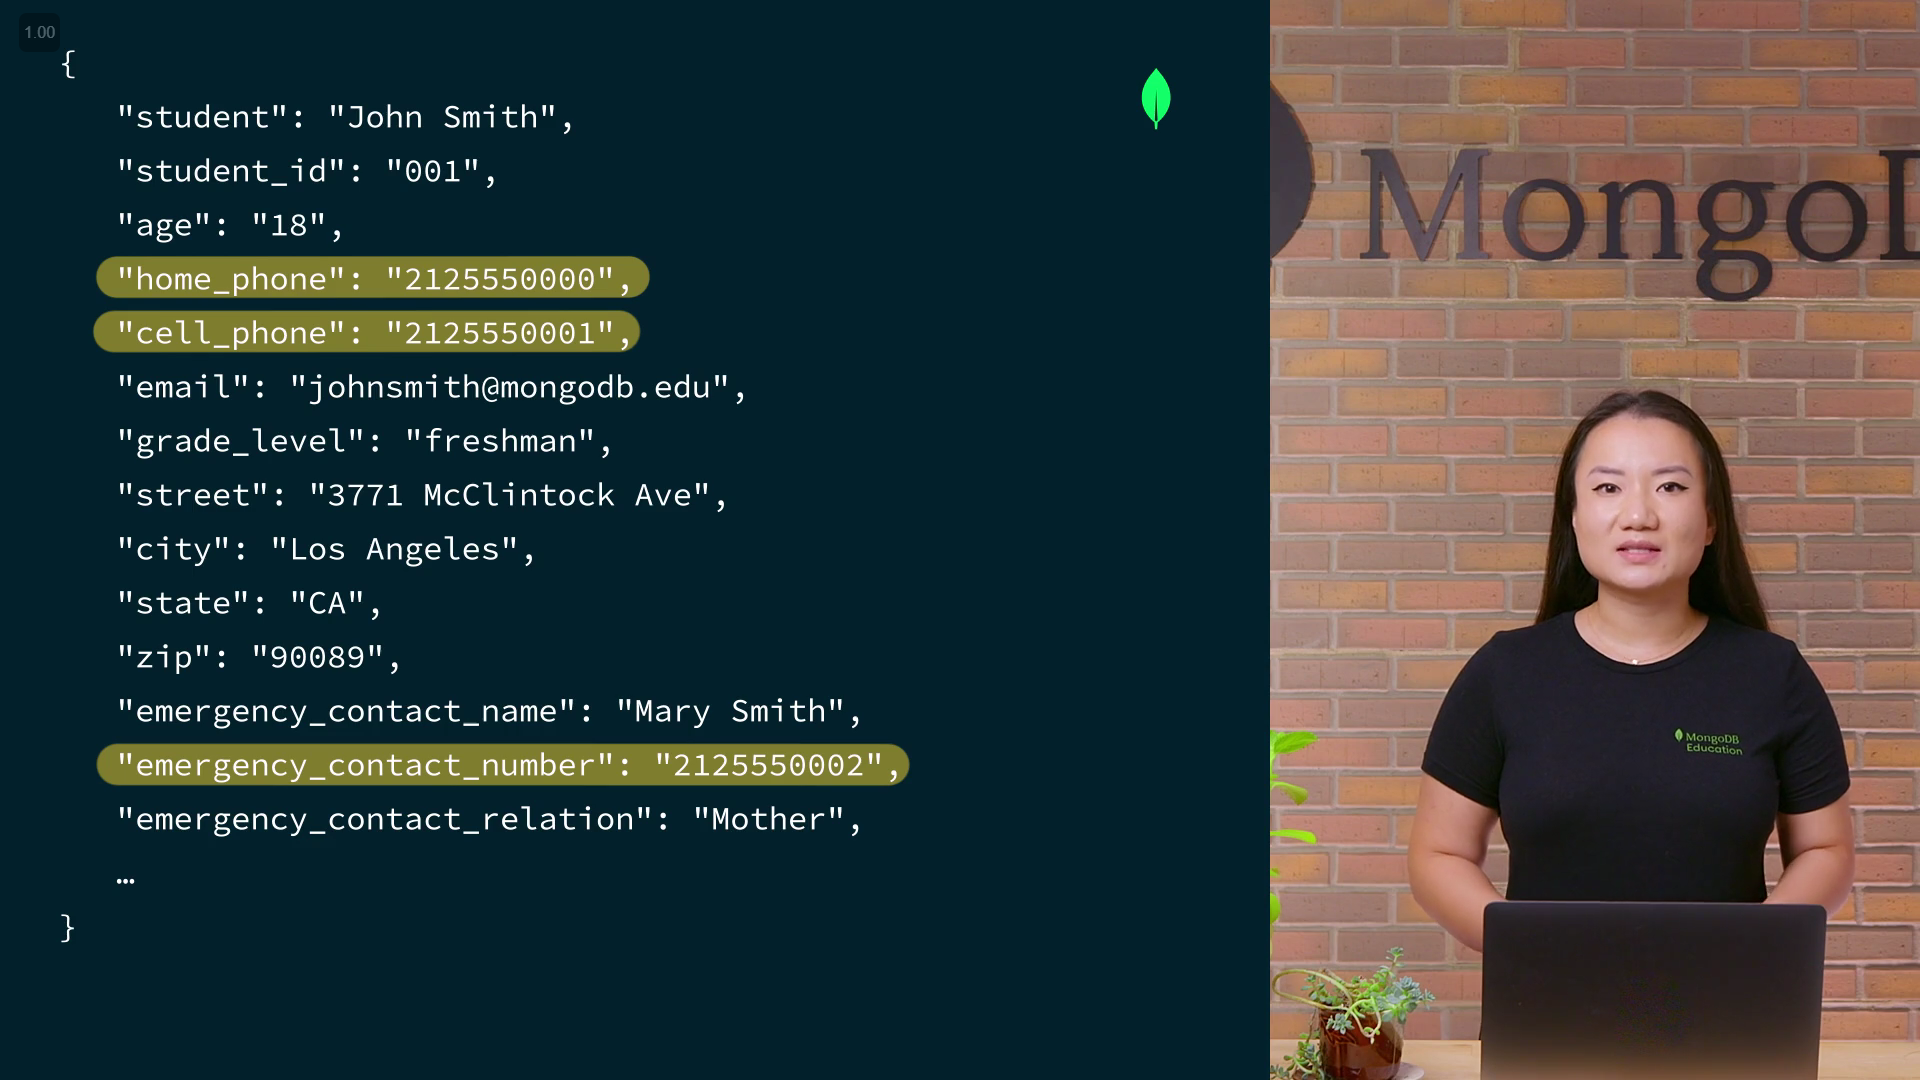 1.00
{
"student": "John Smith",
"student_id": "001",
"age": "18",
"home_phone": "2125550000",
"cell_phone": "2125550001",
"email": "johnsmith@mongodb.edu",
"grade_level": "freshman",
"street": "3771 McClintock Ave",
"city": "Los Angeles",
"state": "CA",
"zip": "90089",
"emergency_contact_name": "Mary Smith",
"emergency_contact_number": "2125550002",
"emergency_contact_relation": "Mother",
…
}
MongoD
MongoDB
Education